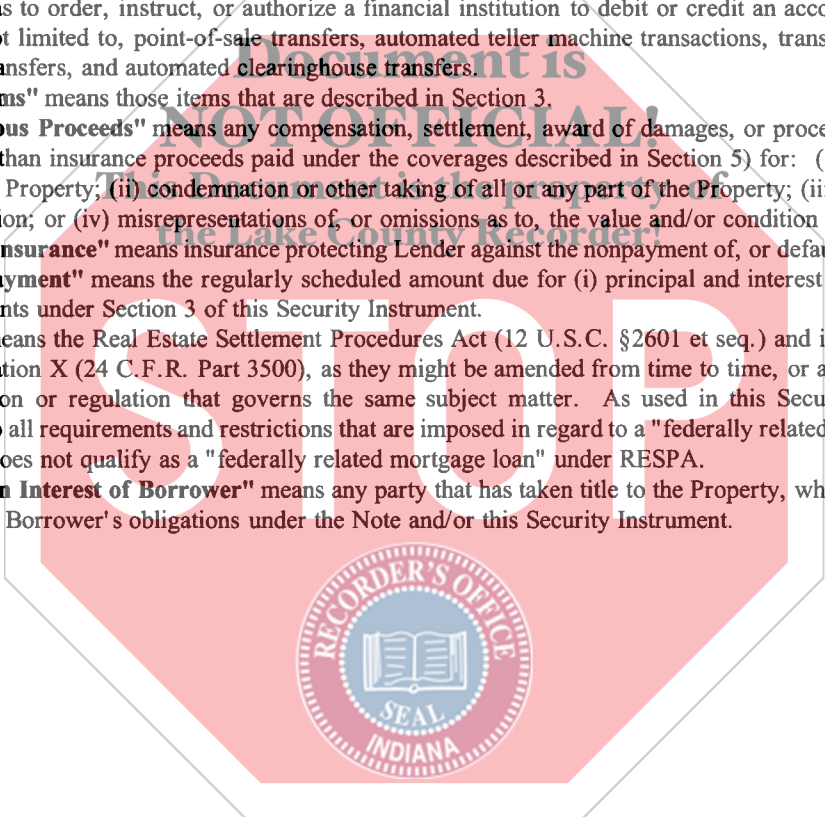 as to order, instruct, or authorize a financial institution to debit or credit an acco
t limited to, point-of-sale transfers, automated teller machine transactions, trans
ansfers, and automated clearinghouse transfers.
Document is
ms" means those items that are described in Section 3.
NOT OFFICIAL!
ous Proceeds" means any compensation, settlement, award of damages, or proce
than insurance proceeds paid under the coverages described in Section 5) for: (
This Document is the property of
Property; (ii) condemnation or other taking of all or any part of the Property; (iii
ion; or (iv) misrepresentations of, or omissions as to, the value and/or condition
the Lake County Recorder!
nsurance" means insurance protecting Lender against the nonpayment of, or defau
yment" means the regularly scheduled amount due for (i) principal and interest
nts under Section 3 of this Security Instrument.
eans the Real Estate Settlement Procedures Act (12 U.S.C. §2601 et seq.) and i
tion X (24 C.F.R. Part 3500), as they might be amended from time to time, or a
on or regulation that governs the same subject matter. As used in this Secu
STOP
o all requirements and restrictions that are imposed in regard to a "federally related
oes not qualify as a "federally related mortgage loan" under RESPA.
n Interest of Borrower" means any party that has taken title to the Property, wh
Borrower's obligations under the Note and/or this Security Instrument.
RECORDER'S OFFICE
SEAL
INDIANA